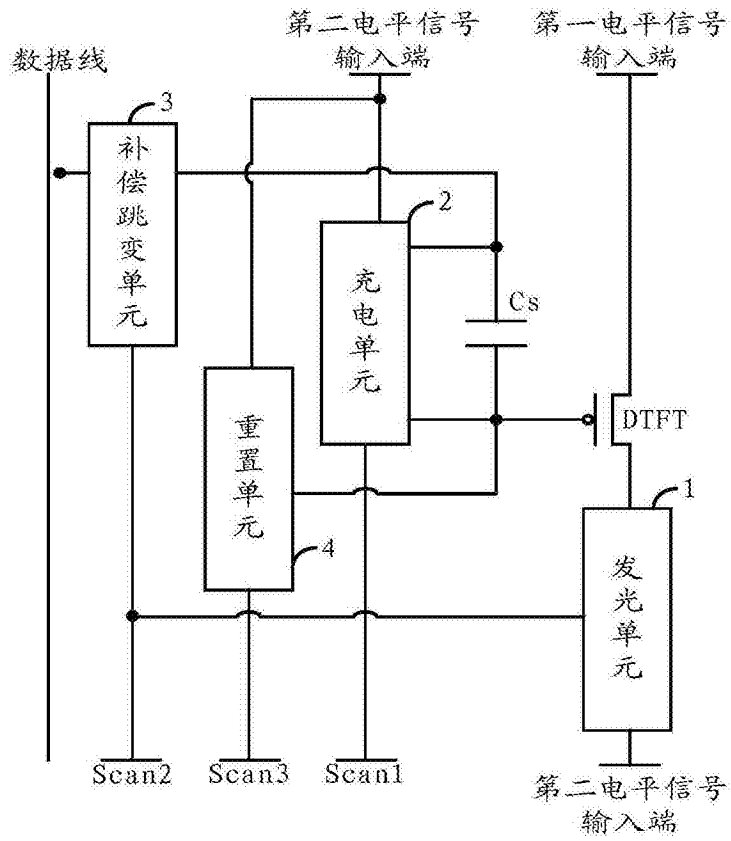 第二电平信号
输入端
第一电平信号
输入端
数据线
3
补偿跳变单元
2
充电单元
Cs
重置单元
4
DTFT
1
发光单元
Scan2
Scan3
Scan1
第二电平信号
输入端